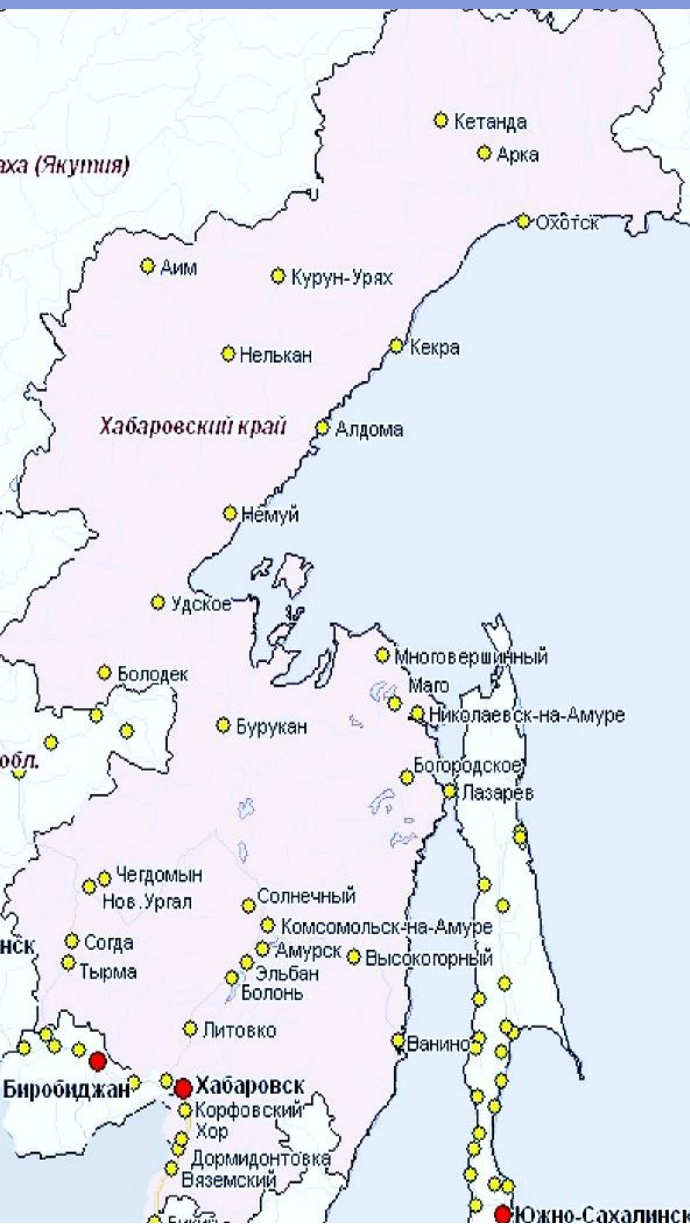 Кетанда
Арка
аха (Якутия)
Охотск
Аим
Курун-Урях
Кекра
Нелькан
Хабаровский край
Алдома
Немуй
Удское
Многовершинный
Болодек
Маго
Николаевск-на-Амуре
Бурукан
обл.
Богородское
Лазарев
Чегдомын
Нов.Ургал
Солнечный
Комсомольск-на-Амуре
нск
Согда
Амурск
Высокогорный
Тырма
Эльбан
Болонь
Литовко
Ванино
Биробиджан
Хабаровск
Корфовский
Хор
Дормидонтовка
Вяземский
Бикин
Южно-Сахалинск